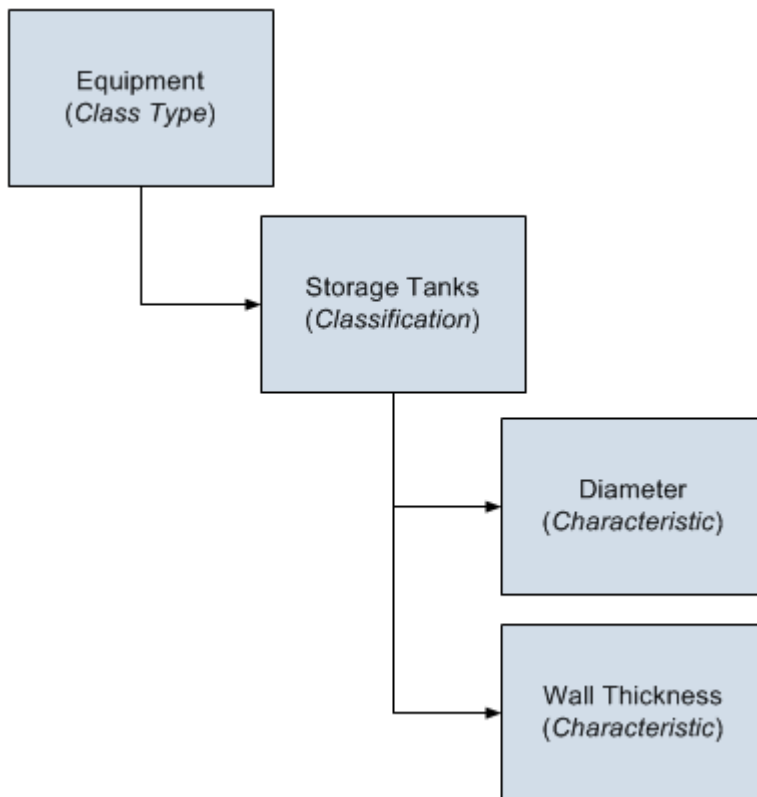 Equipment
(Class Type)
Storage Tanks
(Classification)
Diameter
(Characteristic)
Wall Thickness
(Characteristic)